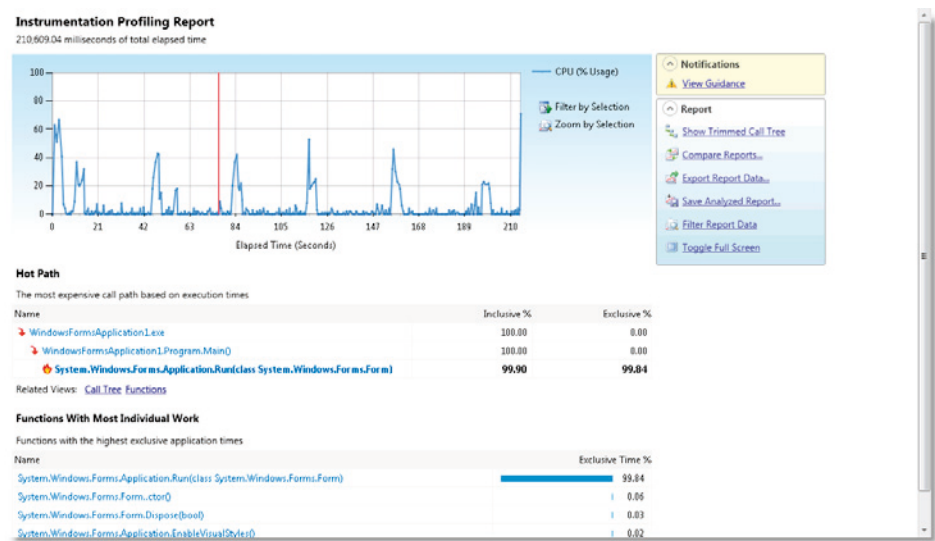 Instrumentation Profiling Report
210,609.04 milliseconds of total elapsed time
100
80
60
40
20
0
0 21 42 63 84 105 126 147 168 189 210
Elapsed Time (Seconds)
CPU (% Usage)
Filter by Selection
Zoom by Selection
Notifications
View Guidance
Report
Show Trimmed Call Tree
Compare Reports...
Export Report Data...
Save Analyzed Report...
Filter Report Data
Toggle Full Screen
Hot Path
The most expensive call path based on execution times
Name Inclusive % Exclusive %
WindowsFormsApplication1.exe 100.00 0.00
WindowsFormsApplication1.Program.Main() 100.00 0.00
System.Windows.Forms.Application.Run(class System.Windows.Forms.Form) 99.90 99.84
Related Views: Call Tree Functions
Functions With Most Individual Work
Functions with the highest exclusive application times
Name Exclusive Time %
System.Windows.Forms.Application.Run(class System.Windows.Forms.Form) 99.84
System.Windows.Forms.Form..ctor() 0.06
System.Windows.Forms.Form.Dispose(bool) 0.03
System.Windows.Forms.Application.EnableVisualStyles() 0.02